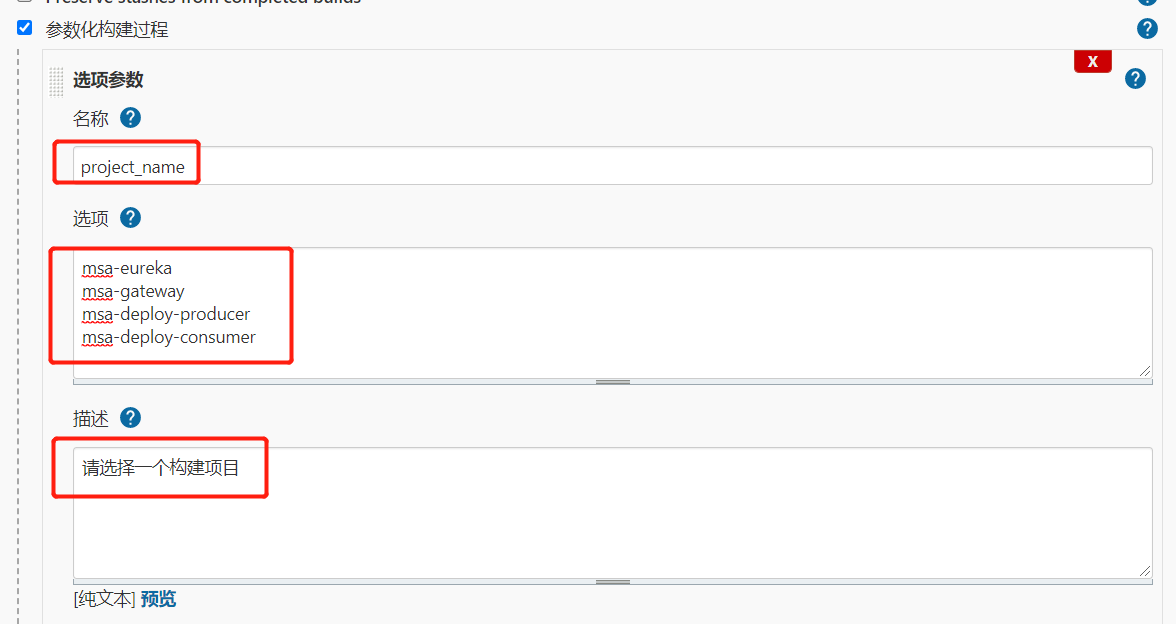 Preserve stashes from completed builds
参数化构建过程
X
选项参数
名称
project_name
选项
msa-eureka
msa-gateway
msa-deploy-producer
msa-deploy-consumer
描述
请选择一个构建项目
[纯文本] 预览